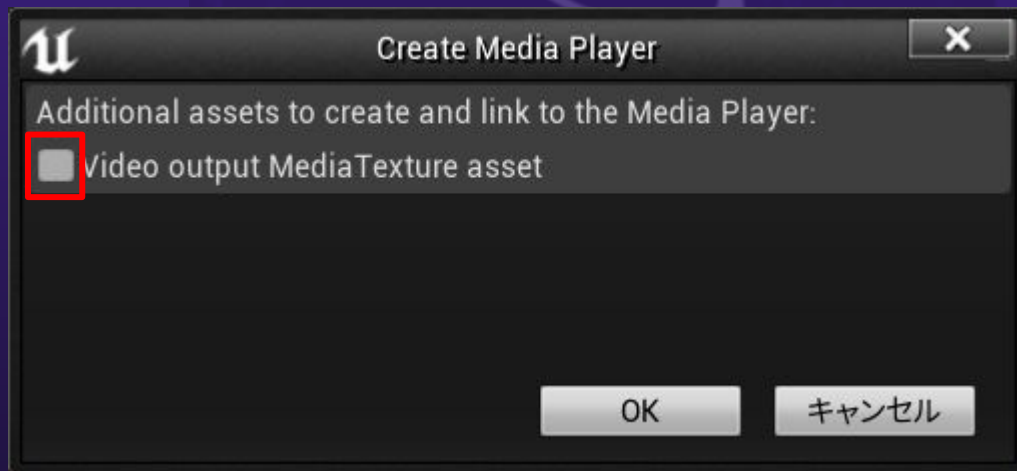 Create Media Player
Additional assets to create and link to the Media Player:
Video output MediaTexture asset
OK
キャンセル